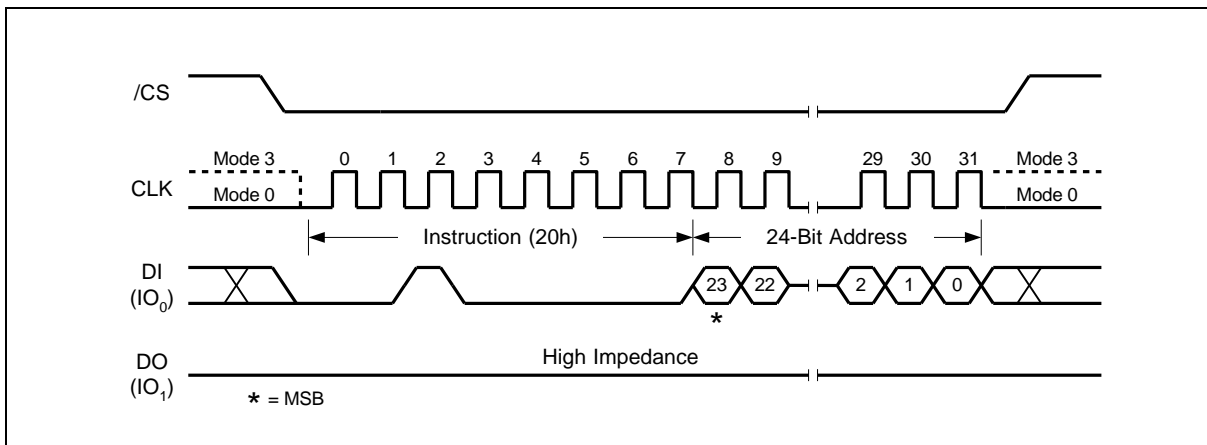 /CS
Mode 3 0 1 2 3 4 5 6 7 8 9 29 30 31 Mode 3
CLK Mode 0 Mode 0
Instruction (20h) 24-Bit Address
DI
(IO0) 23 22 2 1 0
*
DO High Impedance
(IO1)
* = MSB